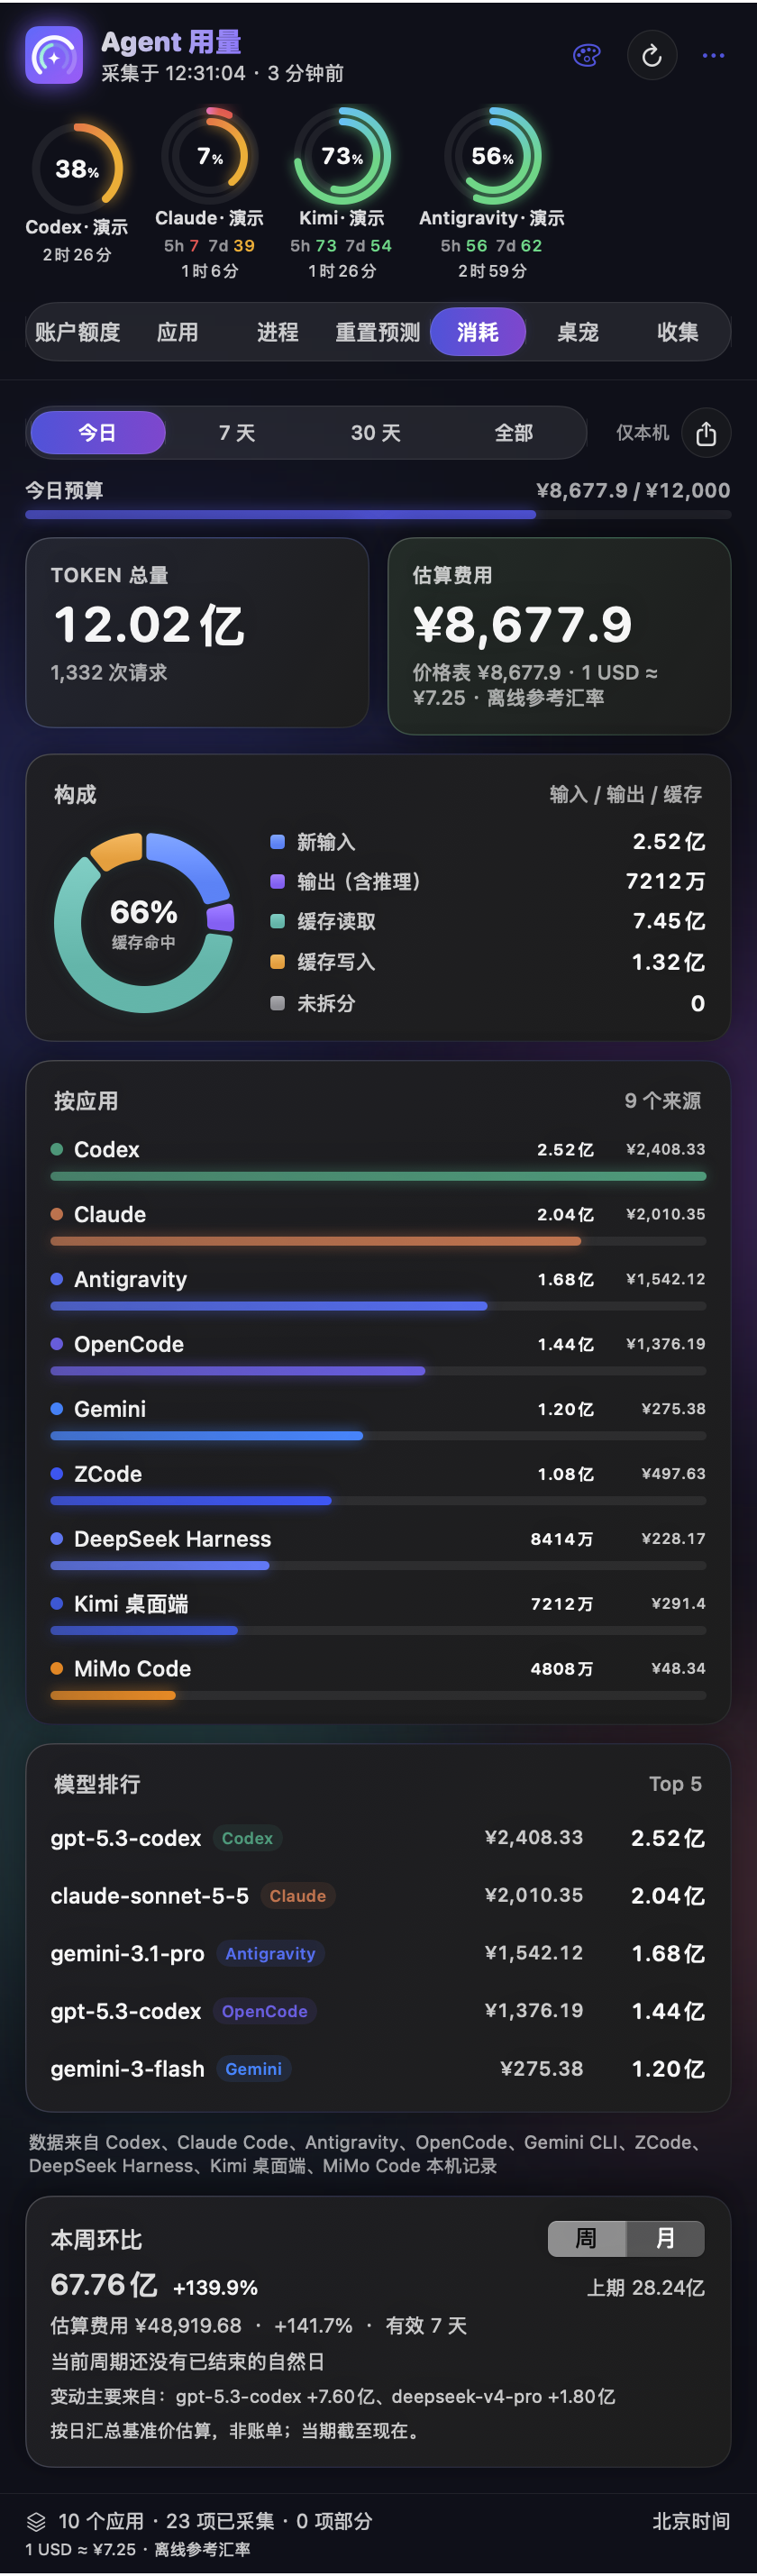 Agent 用量
采集于 12:31:04 · 3 分钟前
38%
Codex · 演示
2时26分
7%
Claude · 演示
5h 7 7d 39
1时6分
73%
Kimi · 演示
5h 73 7d 54
1时26分
56%
Antigravity · 演示
5h 56 7d 62
2时59分
账户额度 应用 进程 重置预测 消耗 桌宠 收集
今日 7 天 30 天 全部 仅本机
今日预算 ¥8,677.9 / ¥12,000
TOKEN 总量
12.02亿
1,332 次请求
估算费用
¥8,677.9
价格表 ¥8,677.9 · 1 USD ≈
¥7.25 · 离线参考汇率
构成 输入 / 输出 / 缓存
66%
缓存命中
新输入 2.52亿
输出（含推理） 7212万
缓存读取 7.45亿
缓存写入 1.32亿
未拆分 0
按应用 9 个来源
Codex 2.52亿 ¥2,408.33
Claude 2.04亿 ¥2,010.35
Antigravity 1.68亿 ¥1,542.12
OpenCode 1.44亿 ¥1,376.19
Gemini 1.20亿 ¥275.38
ZCode 1.08亿 ¥497.63
DeepSeek Harness 8414万 ¥228.17
Kimi 桌面端 7212万 ¥291.4
MiMo Code 4808万 ¥48.34
模型排行 Top 5
gpt-5.3-codex Codex ¥2,408.33 2.52亿
claude-sonnet-5-5 Claude ¥2,010.35 2.04亿
gemini-3.1-pro Antigravity ¥1,542.12 1.68亿
gpt-5.3-codex OpenCode ¥1,376.19 1.44亿
gemini-3-flash Gemini ¥275.38 1.20亿
数据来自 Codex、Claude Code、Antigravity、OpenCode、Gemini CLI、ZCode、
DeepSeek Harness、Kimi 桌面端、MiMo Code 本机记录
本周环比 周 月
67.76亿 +139.9% 上期 28.24亿
估算费用 ¥48,919.68 · +141.7% · 有效 7 天
当前周期还没有已结束的自然日
变动主要来自：gpt-5.3-codex +7.60亿、deepseek-v4-pro +1.80亿
按日汇总基准价估算，非账单；当期截至现在。
10 个应用 · 23 项已采集 · 0 项部分 北京时间
1 USD ≈ ¥7.25 · 离线参考汇率